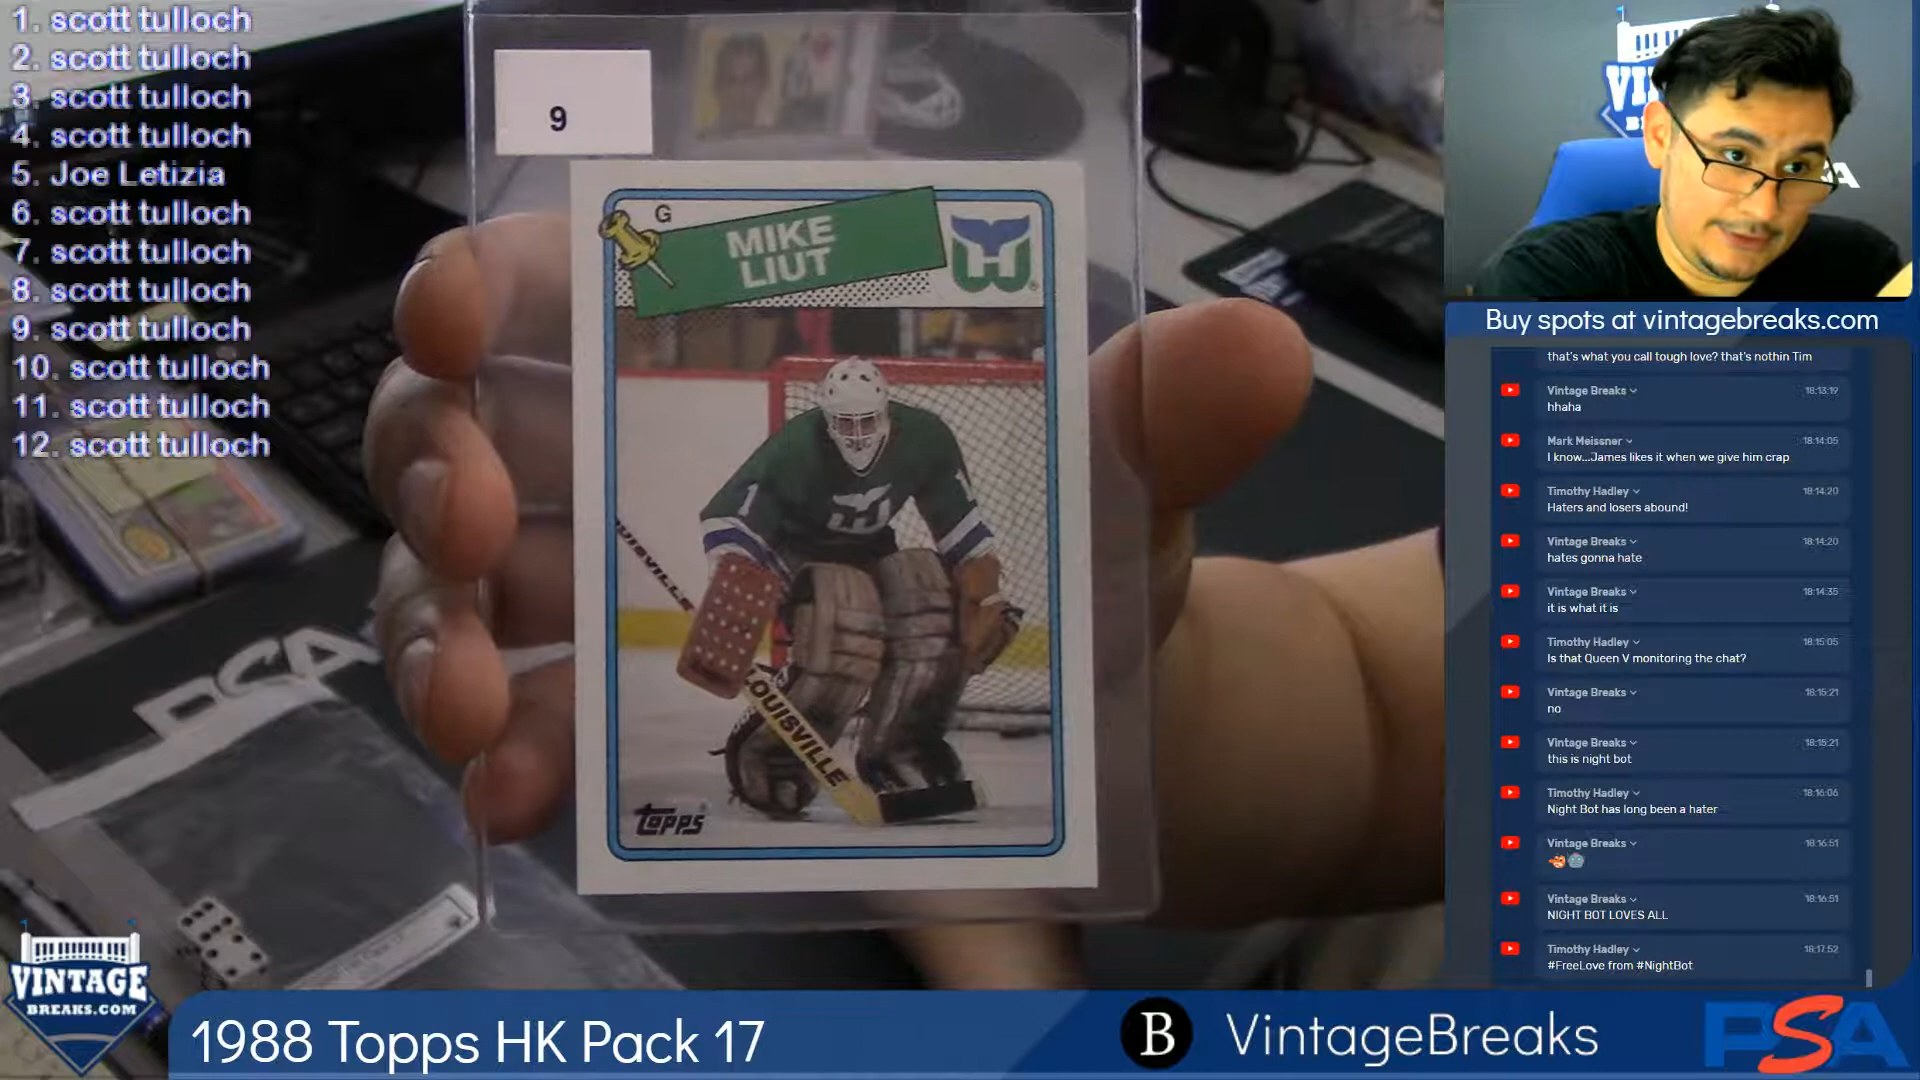 1. scott tulloch
2. scott tulloch
3. scott tulloch
4. scott tulloch
5. Joe Letizia
6. scott tulloch
7. scott tulloch
8. scott tulloch
9. scott tulloch
10. scott tulloch
11. scott tulloch
12. scott tulloch
9
G
MIKE
LIUT
1
LOUISVILLE
TOPPS
PSA
VINTAGE
BREAKS.COM
1988 Topps HK Pack 17
B VintageBreaks
PSA
Buy spots at vintagebreaks.com
that's what you call tough love? that's nothin Tim
Vintage Breaks 18:13:19
hhaha
Mark Meissner 18:14:05
I know...James likes it when we give him crap
Timothy Hadley 18:14:20
Haters and losers abound!
Vintage Breaks 18:14:20
hates gonna hate
Vintage Breaks 18:14:35
it is what it is
Timothy Hadley 18:15:05
Is that Queen V monitoring the chat?
Vintage Breaks 18:15:21
no
Vintage Breaks 18:15:21
this is night bot
Timothy Hadley 18:16:06
Night Bot has long been a hater
Vintage Breaks 18:16:51
Vintage Breaks 18:16:51
NIGHT BOT LOVES ALL
Timothy Hadley 18:17:52
#FreeLove from #NightBot